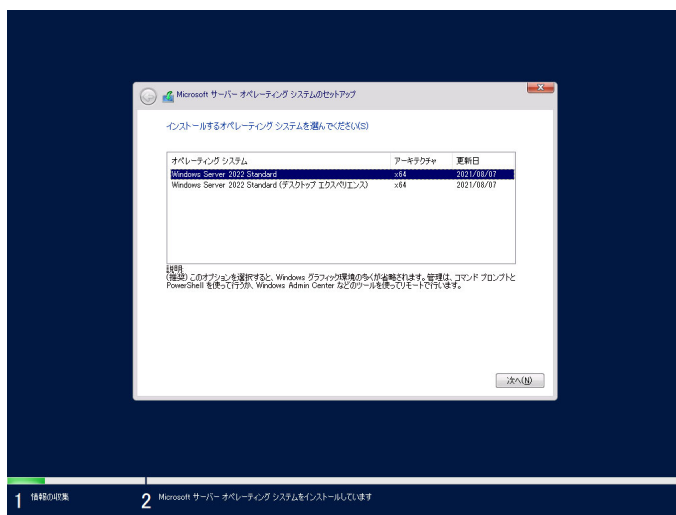 Microsoft サーバー オペレーティング システムのセットアップ
インストールするオペレーティング システムを選んでください(S)
オペレーティング システム アーキテクチャ 更新日
Windows Server 2022 Standard x64 2021/08/07
Windows Server 2022 Standard (デスクトップ エクスペリエンス) x64 2021/08/07
説明:
(推奨) このオプションを選択すると、Windows グラフィック環境の多くが省略されます。管理は、コマンド プロンプトと
PowerShell を使って行うか、Windows Admin Center などのツールを使ってリモートで行います。
次へ(N)
1 情報の収集
2 Microsoft サーバー オペレーティング システムをインストールしています